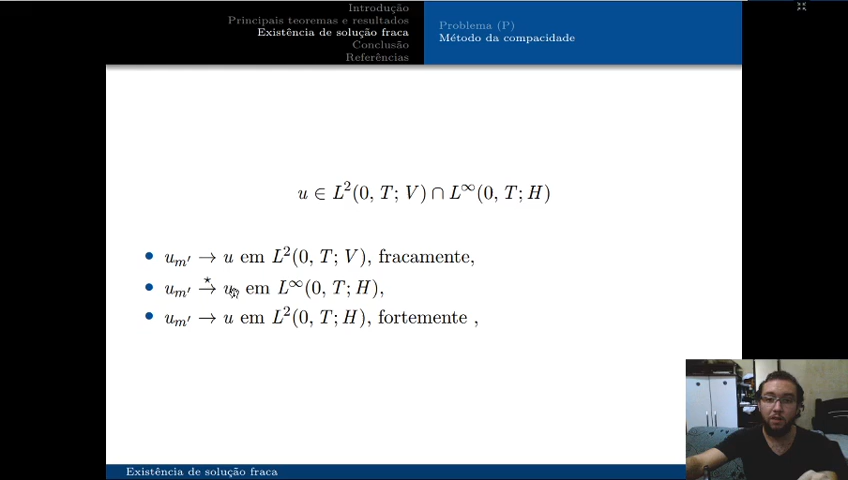 Introdução
Principais teoremas e resultados
Existência de solução fraca
Conclusão
Referências
Problema (P)
Método da compacidade
u ∈ L²(0, T; V) ∩ L^∞(0, T; H)
• u_{m′} → u em L²(0, T; V), fracamente,
• u_{m′} →^⋆ u em L^∞(0, T; H),
• u_{m′} → u em L²(0, T; H), fortemente ,
Existência de solução fraca